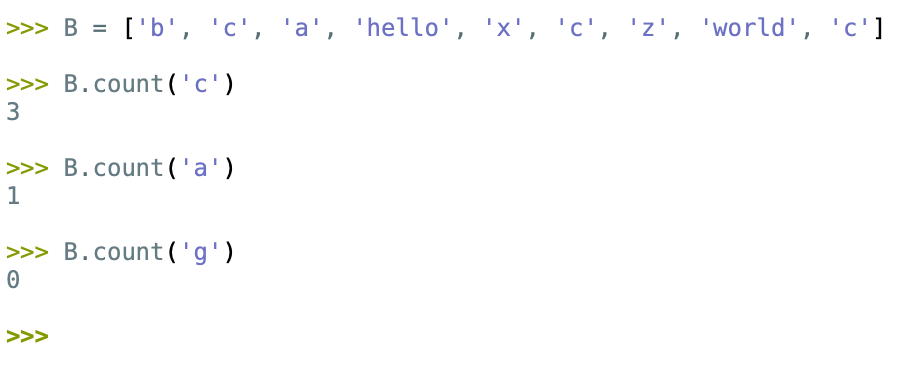 >>> B = ['b', 'c', 'a', 'hello', 'x', 'c', 'z', 'world', 'c']
>>> B.count('c')
3
>>> B.count('a')
1
>>> B.count('g')
0
>>>